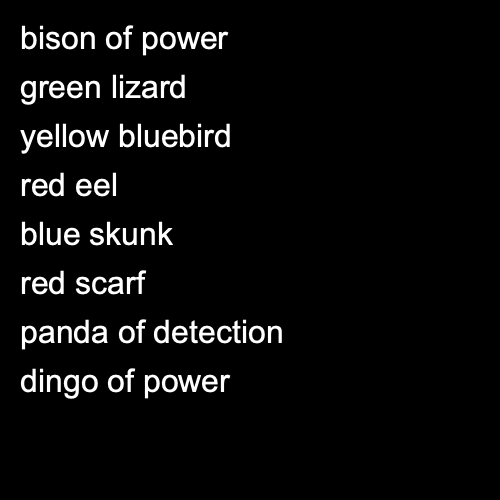 bison of power
green lizard
yellow bluebird
red eel
blue skunk
red scarf
panda of detection
dingo of power